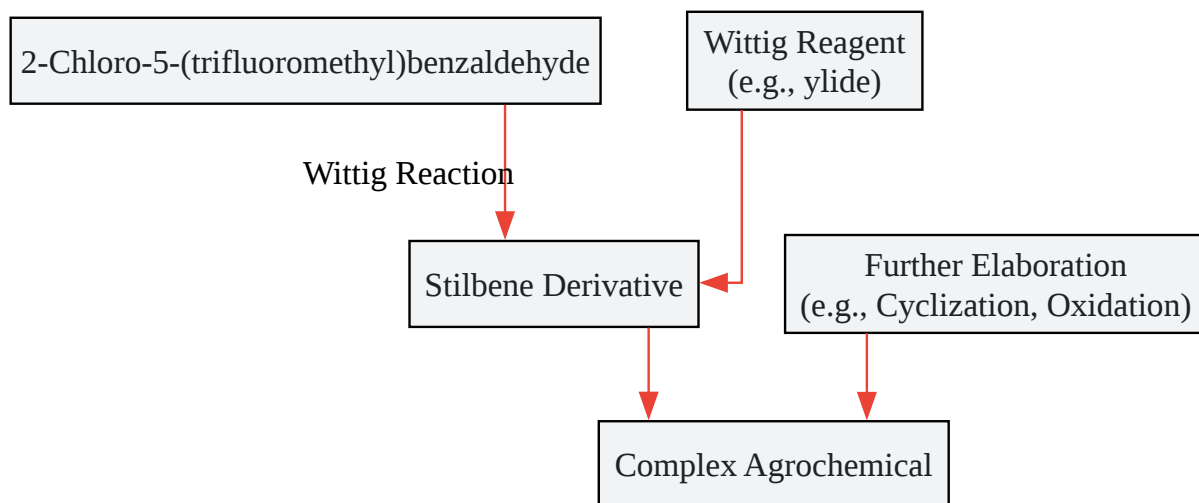 2-Chloro-5-(trifluoromethyl)benzaldehyde
Wittig Reagent
(e.g., ylide)
Wittig Reaction
Stilbene Derivative
Further Elaboration
(e.g., Cyclization, Oxidation)
Complex Agrochemical